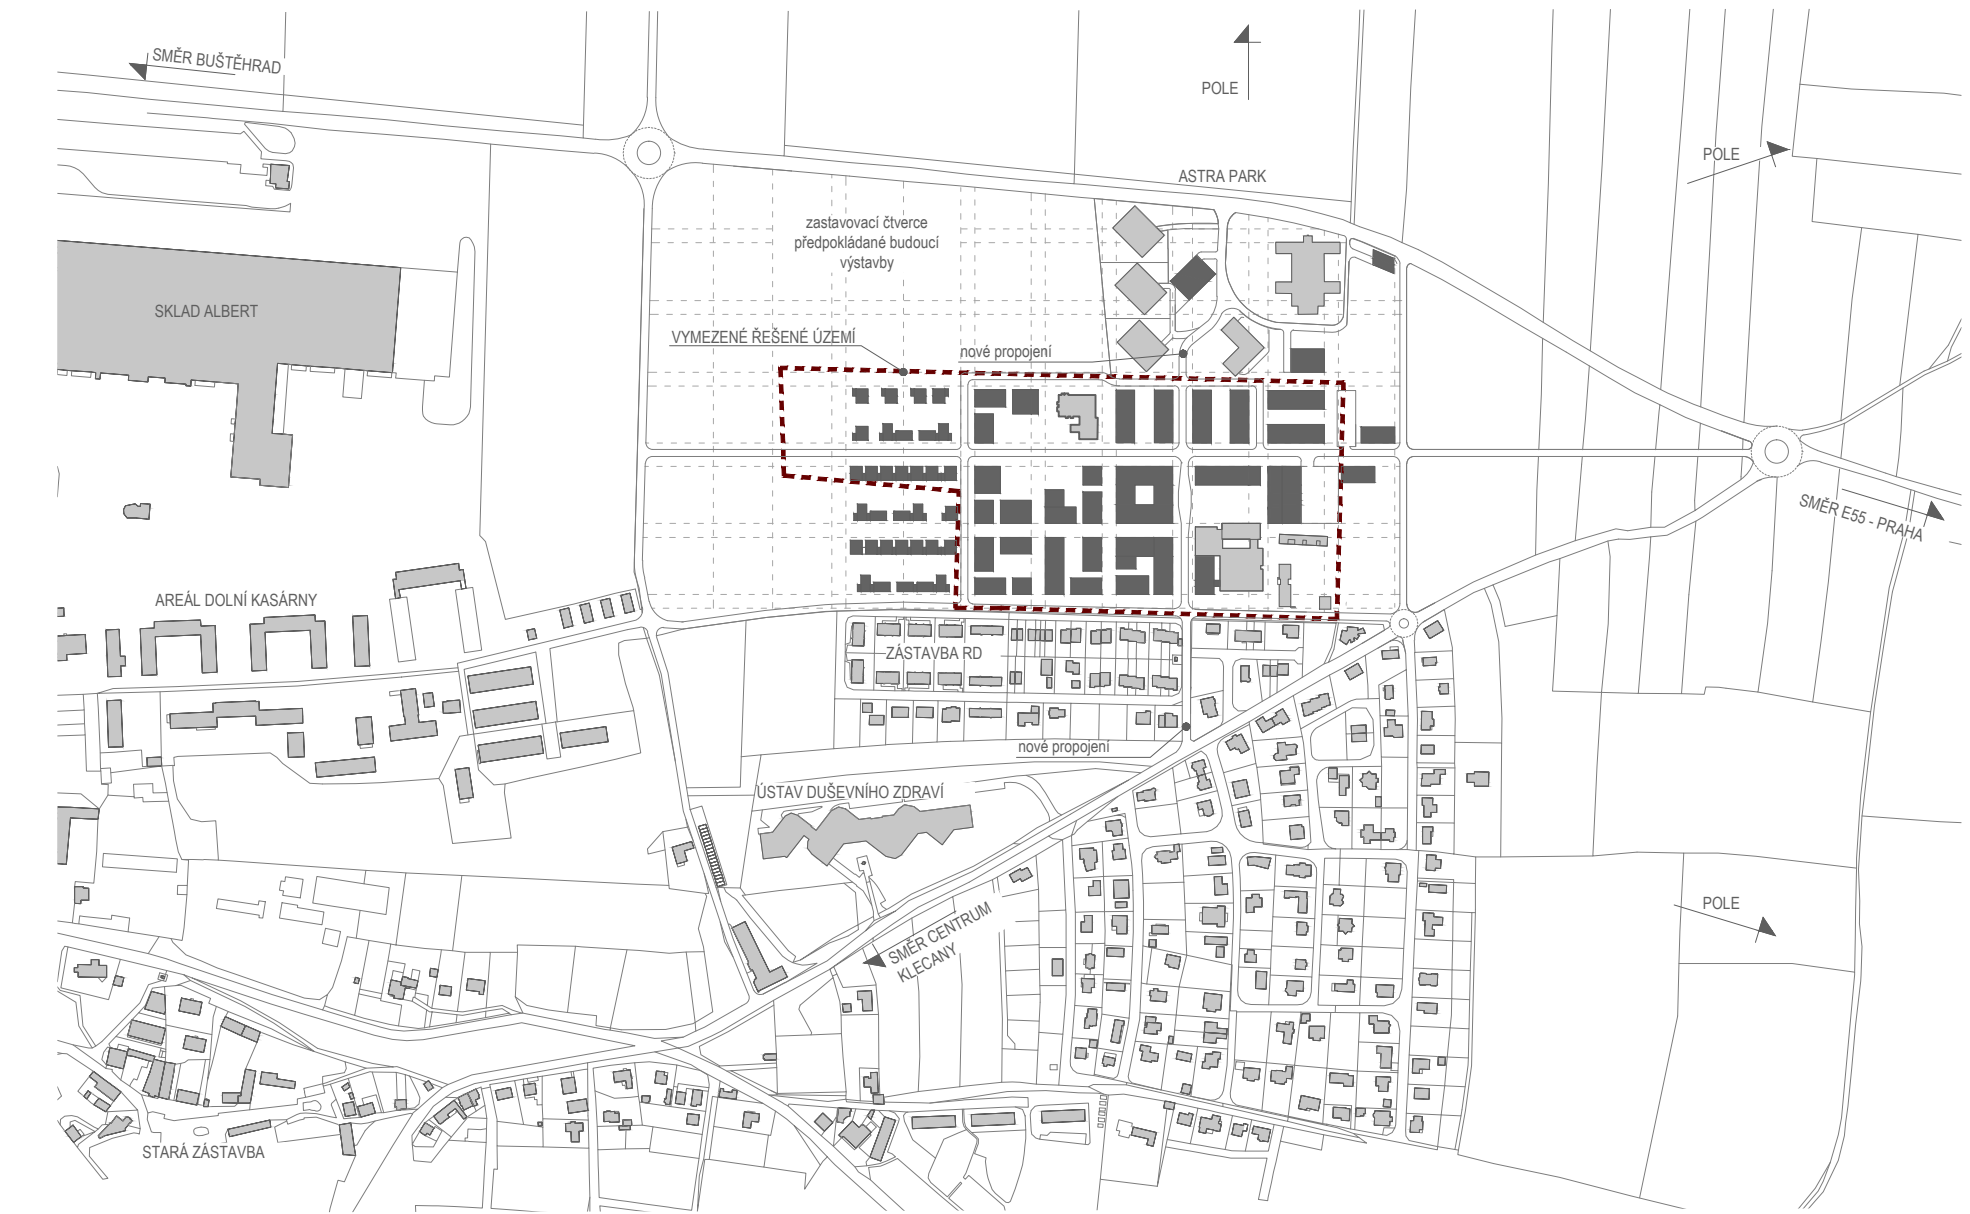 SMĚR BUŠTĚHRAD
POLE
POLE
ASTRA PARK
zastavovací čtverce
předpokládané budoucí
výstavby
SKLAD ALBERT
VYMEZENÉ ŘEŠENÉ ÚZEMÍ
nové propojení
SMĚR E55 - PRAHA
AREÁL DOLNÍ KASÁRNY
ZÁSTAVBA RD
nové propojení
ÚSTAV DUŠEVNÍHO ZDRAVÍ
POLE
SMĚR CENTRUM
KLECANY
STARÁ ZÁSTAVBA